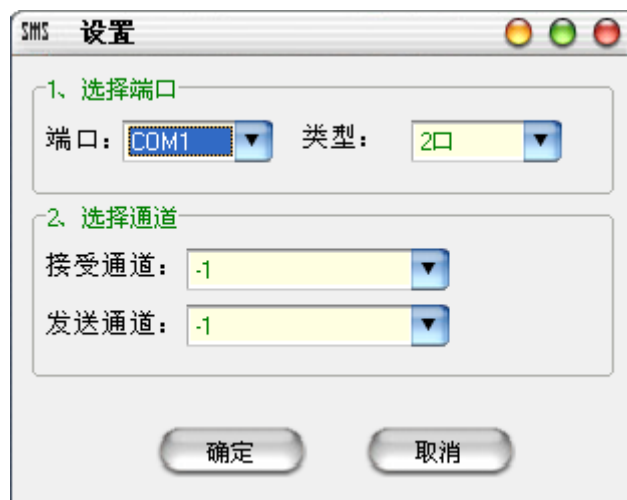 SMS 设置
1、选择端口
端口： COM1 类型： 2口
2、选择通道
接受通道： -1
发送通道： -1
确定 取消